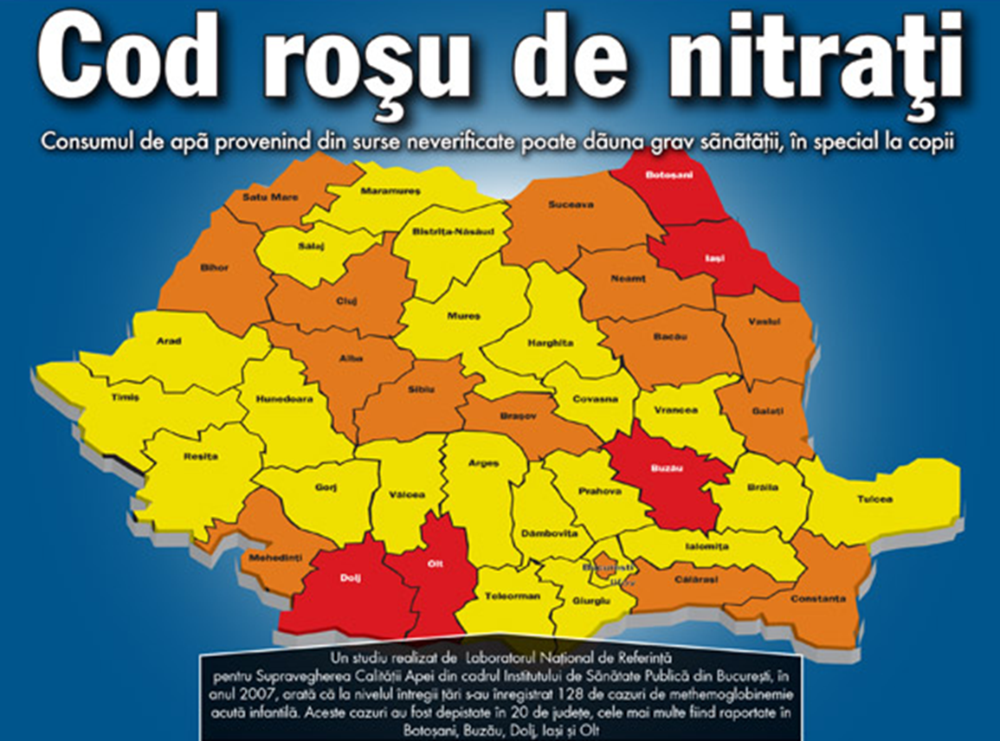 Cod roşu de nitraţi
Consumul de apã provenind din surse neverificate poate dãuna grav sãnãtãţii, în special la copii
Botoşani
Satu Mare
Maramureş
Suceava
Bistriţa-Năsăud
Sălaj
Iaşi
Bihor
Neamţ
Cluj
Mureş
Vaslui
Arad
Harghita
Bacău
Alba
Timiş
Hunedoara
Sibiu
Covasna
Vrancea
Galaţi
Braşov
Reşiţa
Argeş
Buzău
Gorj
Vâlcea
Prahova
Brăila
Tulcea
Dâmboviţa
Ialomiţa
Mehedinţi
Olt
Bucureşti
Dolj
Ilfov
Călăraşi
Teleorman
Giurgiu
Constanta
Un studiu realizat de Laboratorul Naţional de Referinţă
pentru Supravegherea Calităţii Apei din cadrul Institutului de Sănătate Publică din Bucureşti, în
anul 2007, arată că la nivelul întregii ţări s-au înregistrat 128 de cazuri de methemoglobinemie
acută infantilă. Aceste cazuri au fost depistate în 20 de judeţe, cele mai multe fiind raportate în
Botoşani, Buzău, Dolj, Iaşi şi Olt